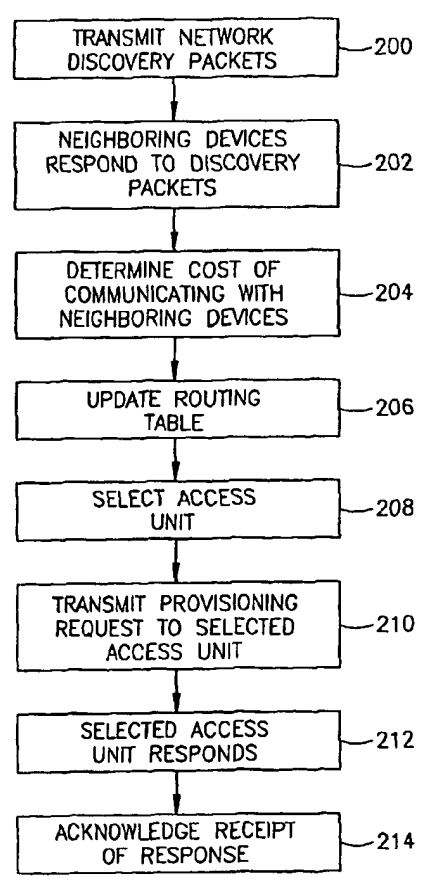 TRANSMIT NETWORK
DISCOVERY PACKETS
200
NEIGHBORING DEVICES
RESPOND TO DISCOVERY
PACKETS
202
DETERMINE COST OF
COMMUNICATING WITH
NEIGHBORING DEVICES
204
UPDATE ROUTING
TABLE
206
SELECT ACCESS
UNIT
208
TRANSMIT PROVISIONING
REQUEST TO SELECTED
ACCESS UNIT
210
SELECTED ACCESS
UNIT RESPONDS
212
ACKNOWLEDGE RECEIPT
OF RESPONSE
214